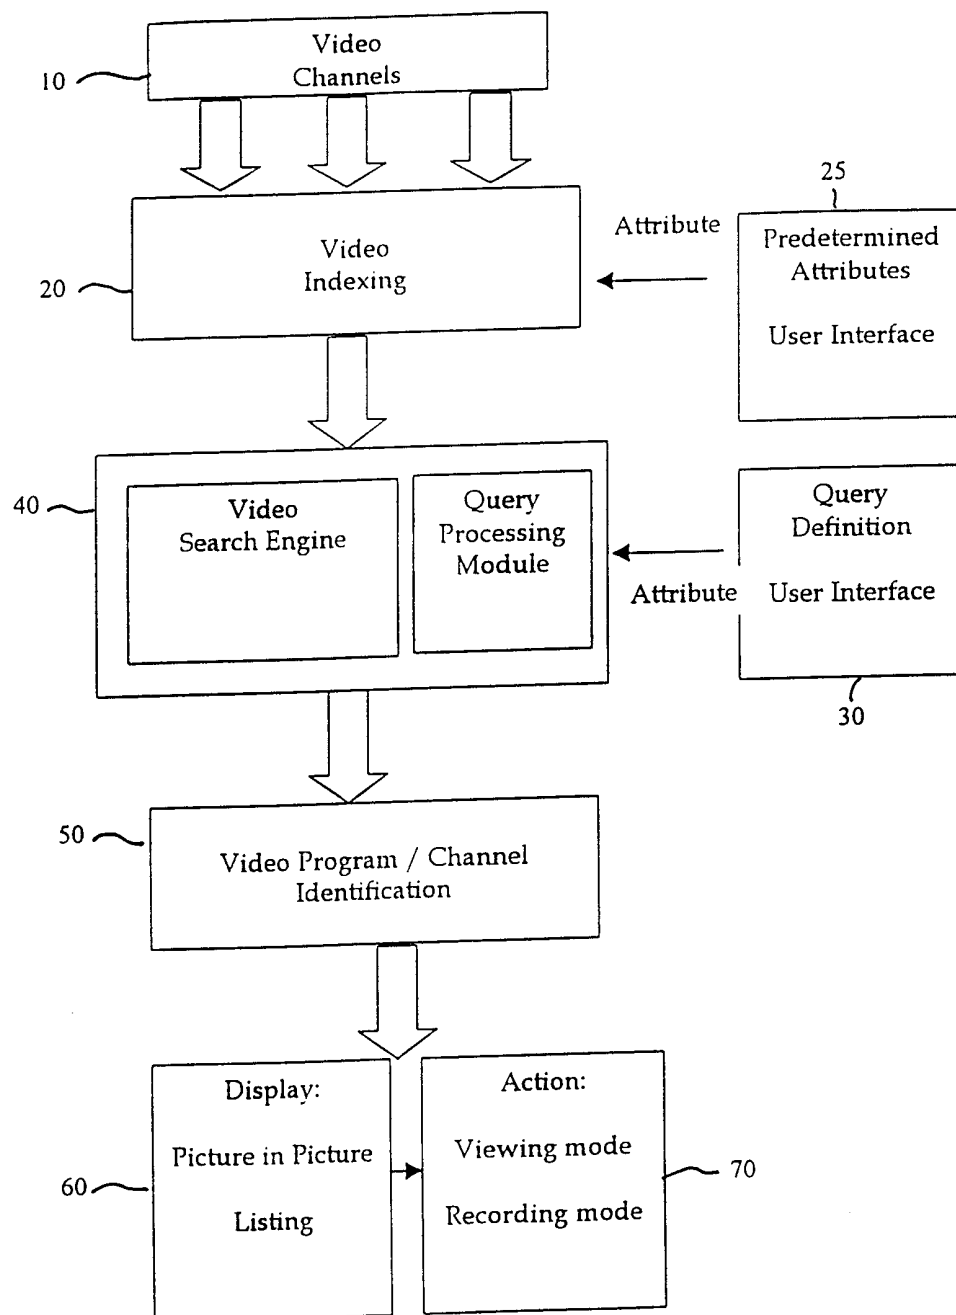 Video
Channels
10
25
Attribute
Predetermined
Attributes
User Interface
Video
Indexing
20
40
Video
Search Engine
Query
Processing
Module
Attribute
Query
Definition
User Interface
30
50
Video Program / Channel
Identification
Display:
Picture in Picture
Listing
60
Action:
Viewing mode
Recording mode
70